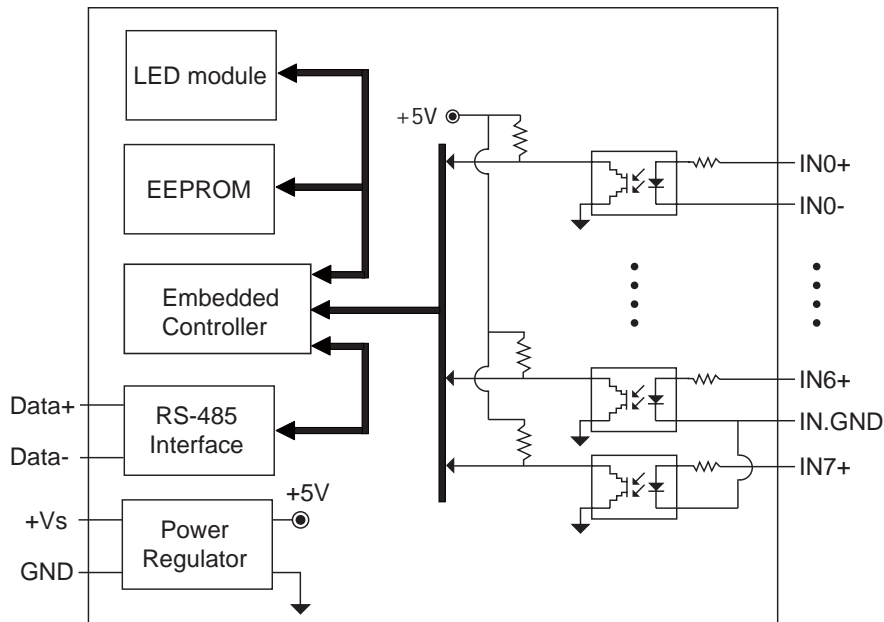 LED module
+5V
EEPROM
IN0+
IN0-
Embedded
Controller
IN6+
Data+
RS-485
Interface
IN.GND
Data-
IN7+
+5V
+Vs
Power
Regulator
GND